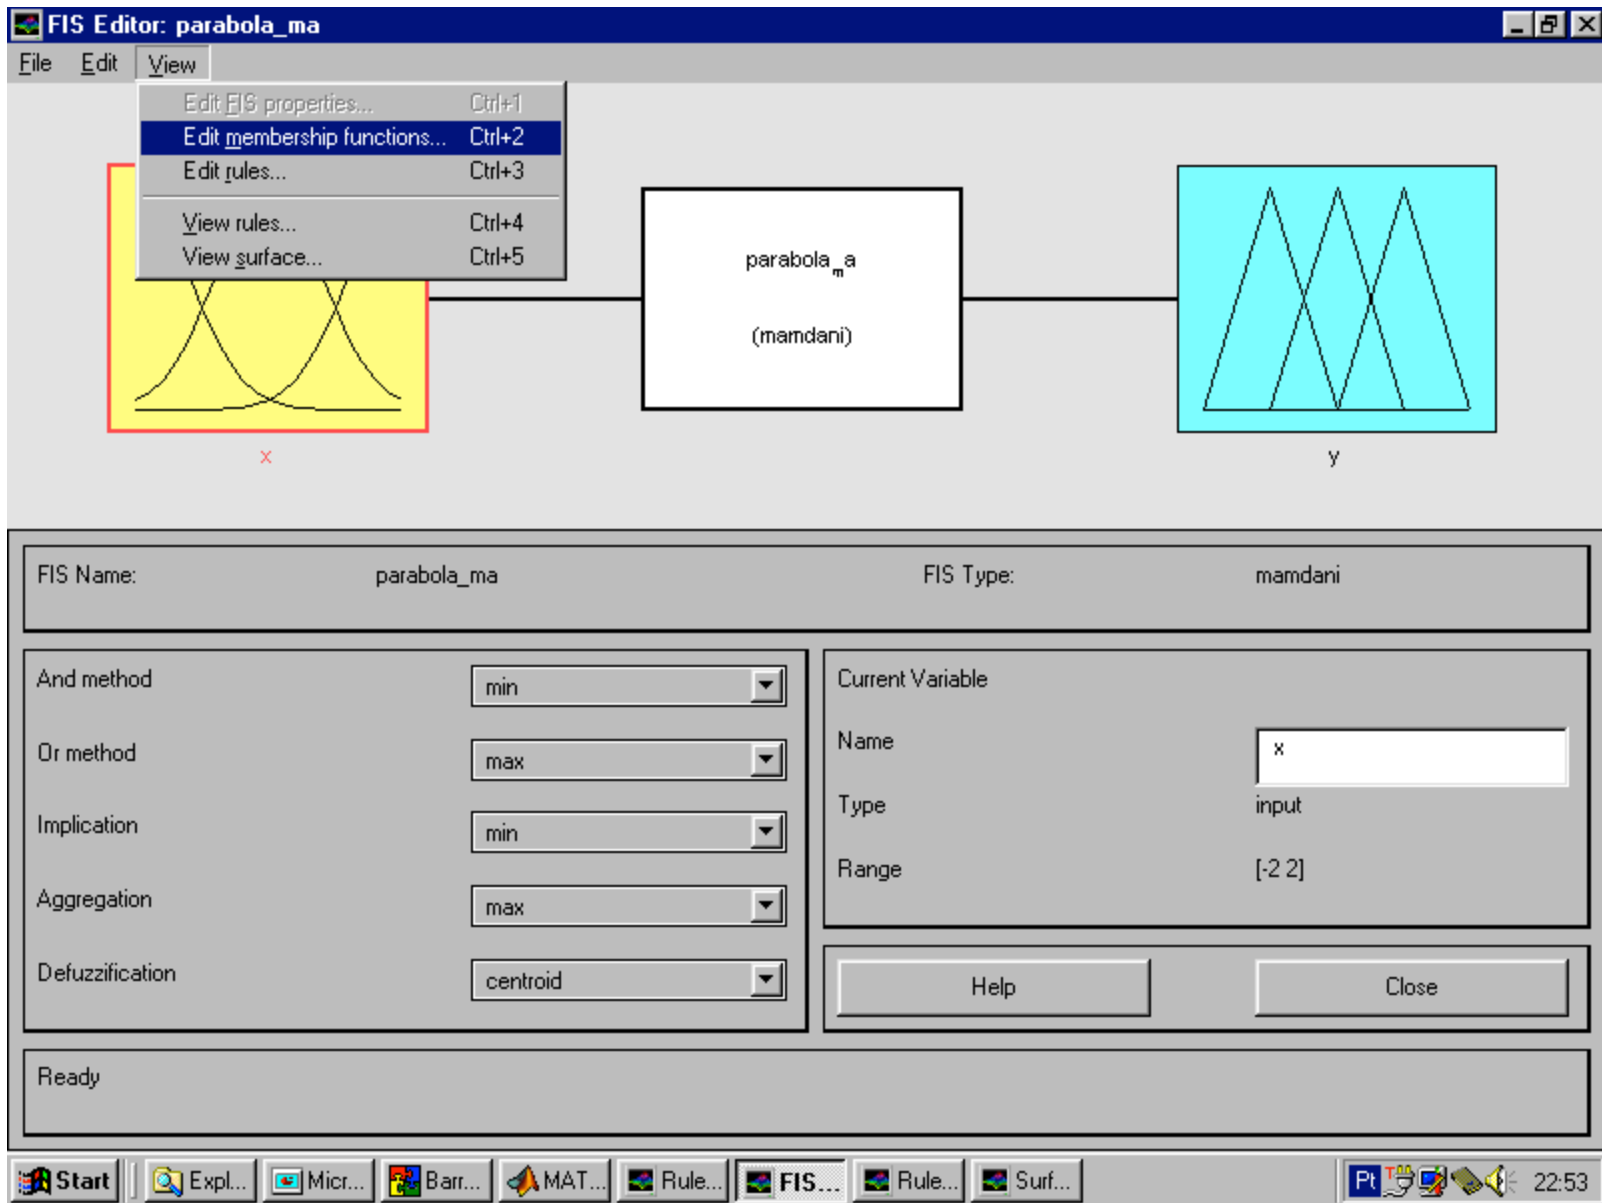 FIS Editor: parabola_ma
File Edit View
Edit FIS properties... Ctrl+1
Edit membership functions... Ctrl+2
Edit rules... Ctrl+3
View rules... Ctrl+4
View surface... Ctrl+5
parabola_ma
(mamdani)
x
y
FIS Name: parabola_ma FIS Type: mamdani
And method min
Or method max
Implication min
Aggregation max
Defuzzification centroid
Current Variable
Name x
Type input
Range [-2 2]
Help Close
Ready
Start Expl... Micr... Barr... MAT... Rule... FIS... Rule... Surf... Pt 22:53